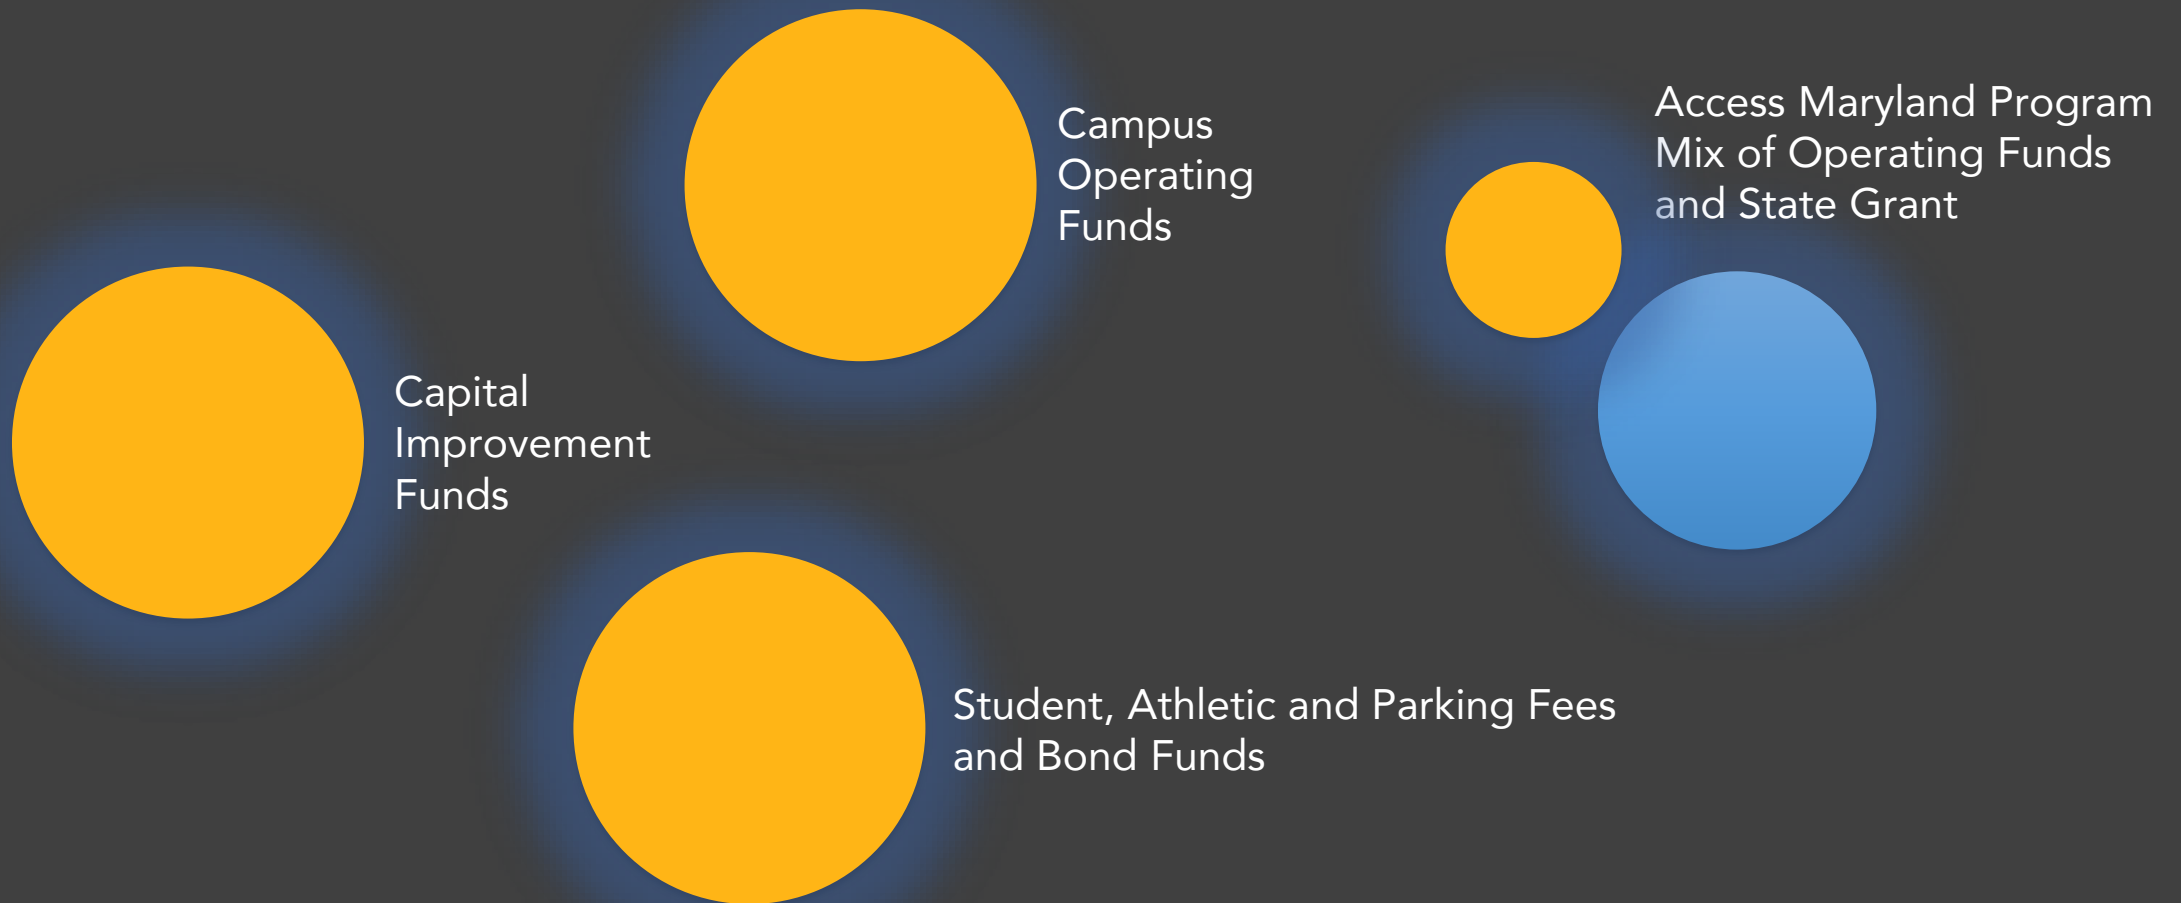 Campus
Operating
Funds
Access Maryland Program
Mix of Operating Funds
and State Grant
Capital
Improvement
Funds
Student, Athletic and Parking Fees
and Bond Funds